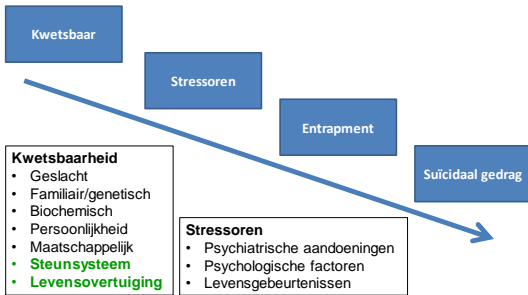 Kwetsbaar
Stressoren
Entrapment
Suïcidaal gedrag
Kwetsbaarheid
• Geslacht
• Familiair/genetisch
• Biochemisch
• Persoonlijkheid
• Maatschappelijk
• Steunsysteem
• Levensovertuiging
Stressoren
• Psychiatrische aandoeningen
• Psychologische factoren
• Levensgebeurtenissen